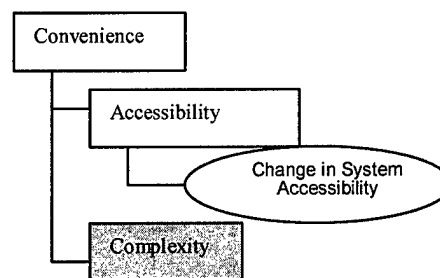 Convenience
Accessibility
Change in System
Accessibility
Complexity